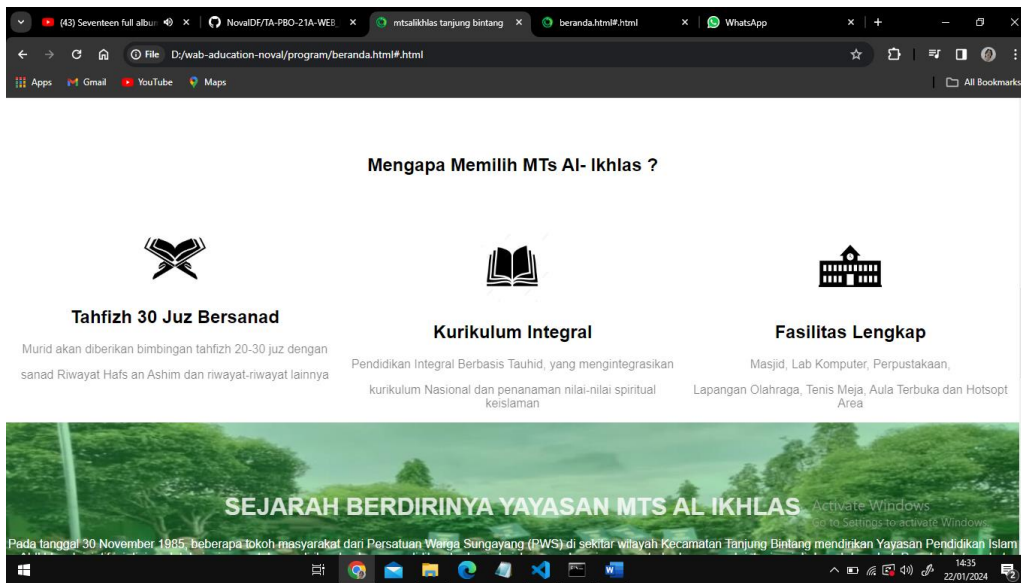 (43) Seventeen full album
NovalDF/TA-PBO-21A-WEB_
mtsalikhlas tanjung bintang
beranda.html#.html
WhatsApp
File D:/wab-aducation-noval/program/beranda.html#.html
Apps Gmail YouTube Maps All Bookmarks
Mengapa Memilih MTs Al- Ikhlas ?
Tahfizh 30 Juz Bersanad
Murid akan diberikan bimbingan tahfizh 20-30 juz dengan
sanad Riwayat Hafs an Ashim dan riwayat-riwayat lainnya
Kurikulum Integral
Pendidikan Integral Berbasis Tauhid, yang mengintegrasikan
kurikulum Nasional dan penanaman nilai-nilai spiritual
keislaman
Fasilitas Lengkap
Masjid, Lab Komputer, Perpustakaan,
Lapangan Olahraga, Tenis Meja, Aula Terbuka dan Hotsopt
Area
SEJARAH BERDIRINYA YAYASAN MTS AL IKHLAS
Activate Windows
Go to Settings to activate Windows.
Pada tanggal 30 November 1985, beberapa tokoh masyarakat dari Persatuan Warga Sungayang (PWS) di sekitar wilayah Kecamatan Tanjung Bintang mendirikan Yayasan Pendidikan Islam
14:35
22/01/2024
2